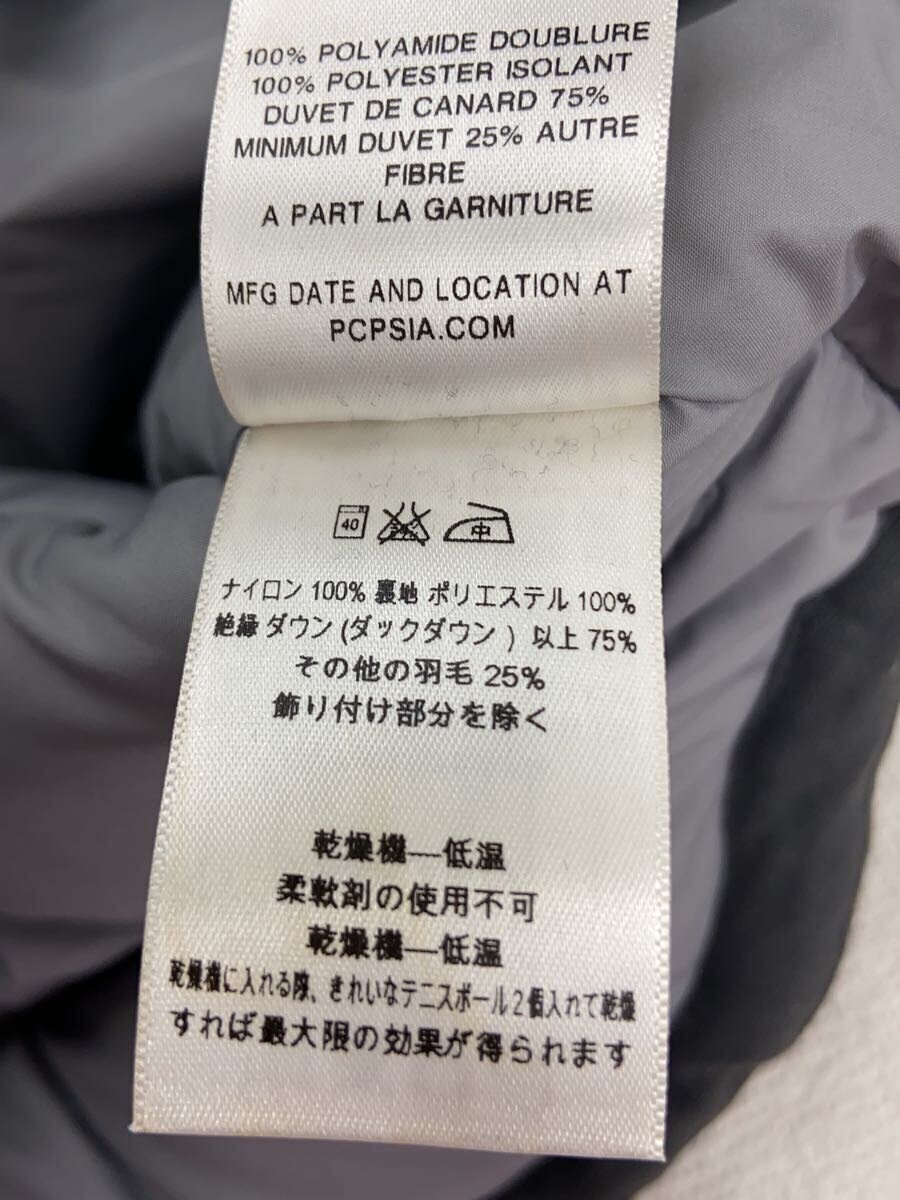 100% POLYAMIDE DOUBLURE
100% POLYESTER ISOLANT
DUVET DE CANARD 75%
MINIMUM DUVET 25% AUTRE
FIBRE
A PART LA GARNITURE
MFG DATE AND LOCATION AT
PCPSIA.COM
40 中
ナイロン 100% 裏地 ポリエステル 100%
絶縁 ダウン (ダックダウン ) 以上 75%
その他の羽毛 25%
飾り付け部分を除く
乾燥機—低温
柔軟剤の使用不可
乾燥機—低温
乾燥機に入れる際、きれいなテニスボール2個入れて乾燥
すれば最大限の効果が得られます